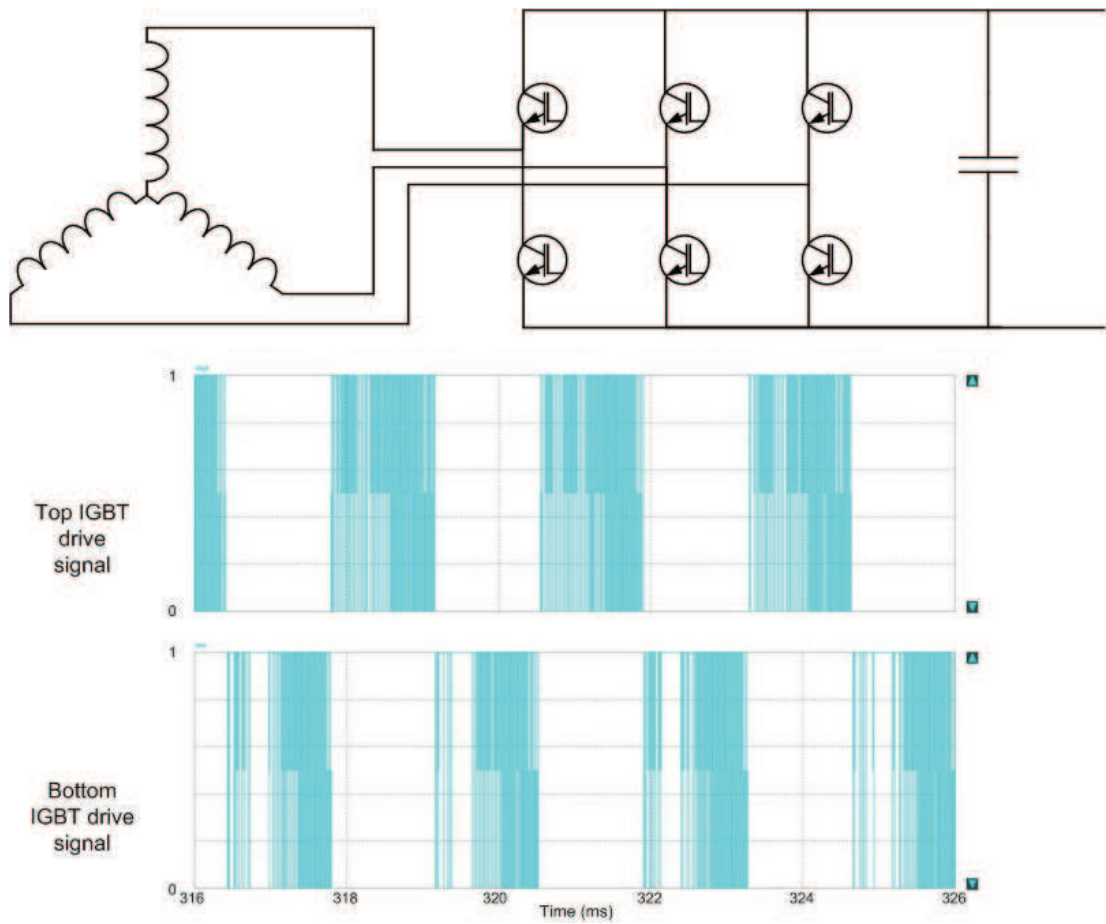 1
Top IGBT
drive
signal
0
1
Bottom
IGBT drive
signal
0
316
318
320
322
324
326
Time (ms)